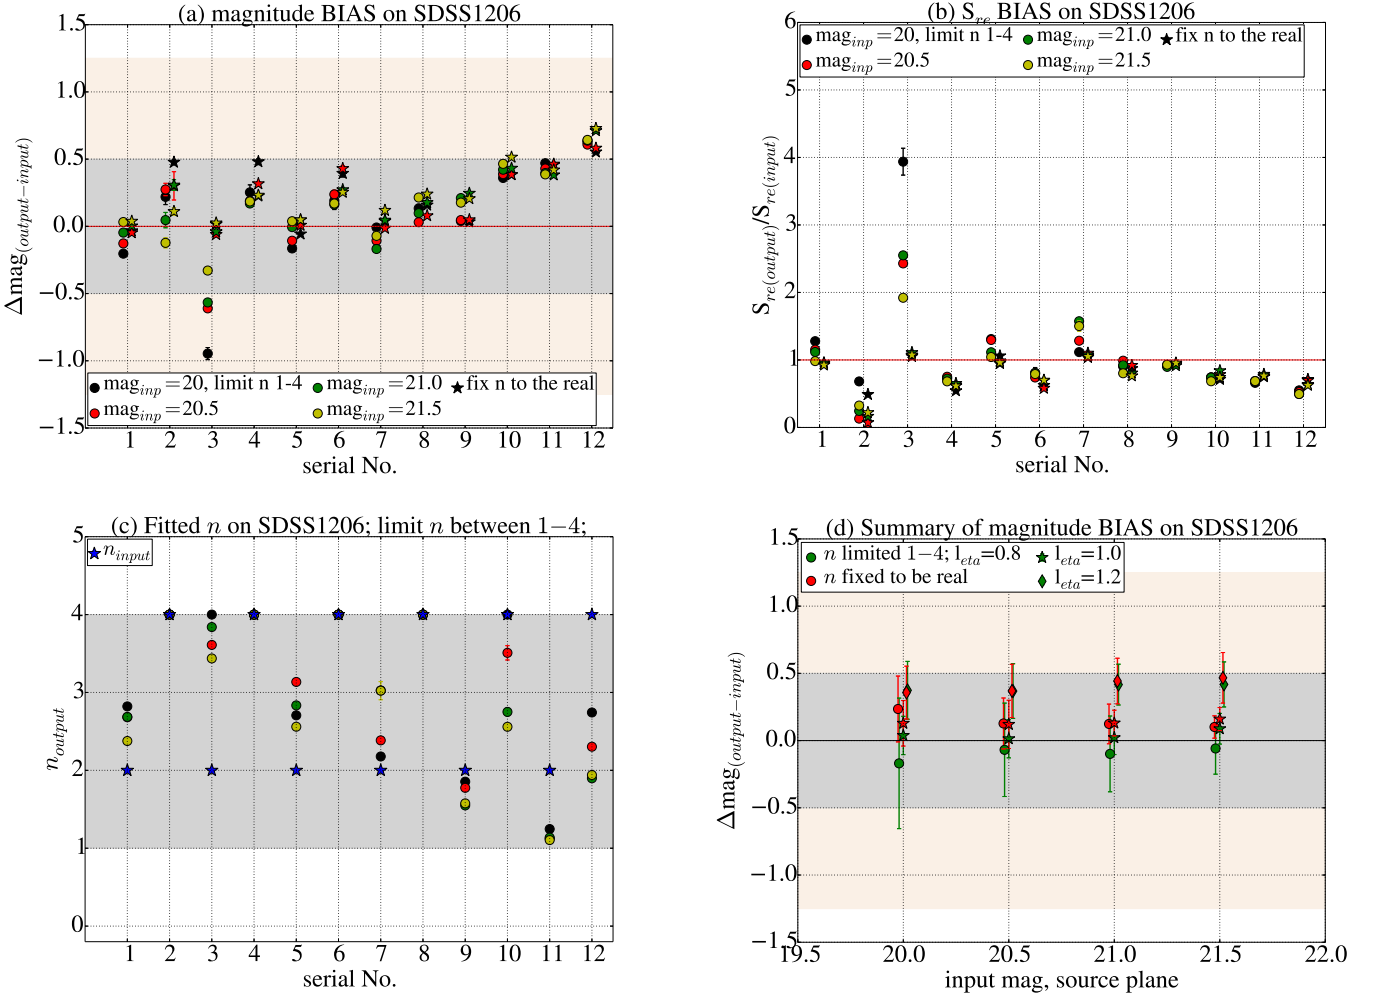 (a) magnitude BIAS on SDSS1206
1.5
1.0
0.5
0.0
−0.5
−1.0
−1.5
Δmag(output−input)
mag_inp=20, limit n 1-4
mag_inp=21.0
fix n to the real
mag_inp=20.5
mag_inp=21.5
1 2 3 4 5 6 7 8 9 10 11 12
serial No.
(b) S_re BIAS on SDSS1206
6
5
4
3
2
1
0
S_re(output)/S_re(input)
mag_inp=20, limit n 1-4
mag_inp=21.0
fix n to the real
mag_inp=20.5
mag_inp=21.5
1 2 3 4 5 6 7 8 9 10 11 12
serial No.
(c) Fitted n on SDSS1206; limit n between 1−4;
5
4
3
2
1
0
n_output
n_input
1 2 3 4 5 6 7 8 9 10 11 12
serial No.
(d) Summary of magnitude BIAS on SDSS1206
1.5
1.0
0.5
0.0
−0.5
−1.0
−1.5
Δmag(output−input)
n limited 1−4; l_eta=0.8
l_eta=1.0
n fixed to be real
l_eta=1.2
19.5 20.0 20.5 21.0 21.5 22.0
input mag, source plane